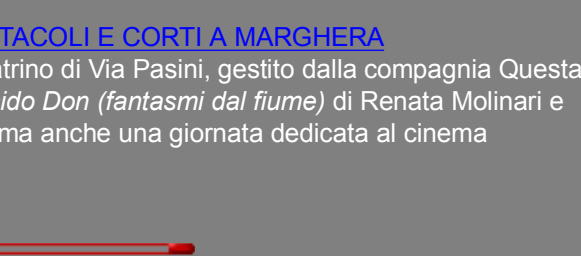 TACOLI E CORTI A MARGHERA
trino di Via Pasini, gestito dalla compagnia Questa
ido Don (fantasmi dal fiume) di Renata Molinari e
ma anche una giornata dedicata al cinema